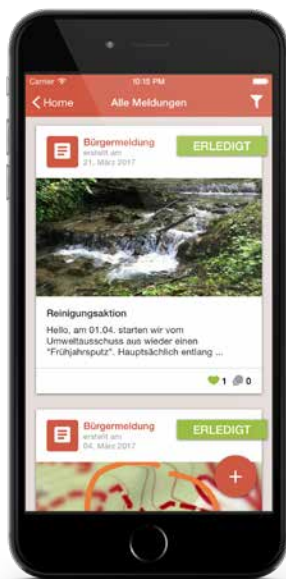 Carrier
10:15 PM
Home
Alle Meldungen
Bürgermeldung
erstellt am
21. März 2017
ERLEDIGT
Reinigungsaktion
Hello, am 01.04. starten wir vom
Umweltausschuss aus wieder einen
"Frühjahrsputz". Hauptsächlich entlang ...
1
0
Bürgermeldung
erstellt am
04. März 2017
ERLEDIGT
+